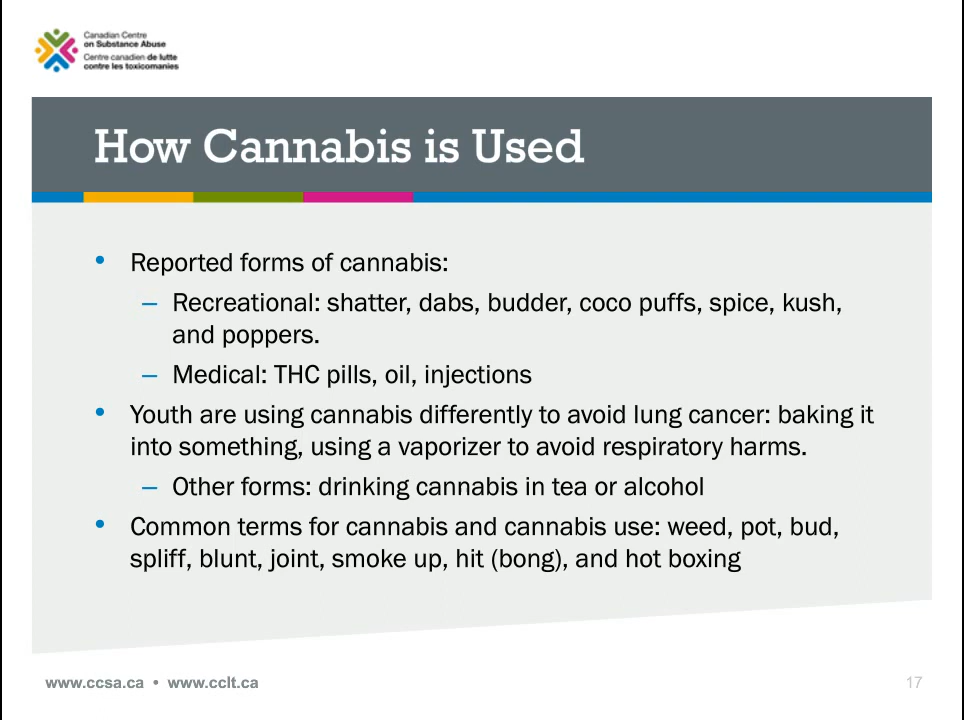 Canadian Centre
on Substance Abuse
Centre canadien de lutte
contre les toxicomanies
How Cannabis is Used
• Reported forms of cannabis:
– Recreational: shatter, dabs, budder, coco puffs, spice, kush,
and poppers.
– Medical: THC pills, oil, injections
• Youth are using cannabis differently to avoid lung cancer: baking it
into something, using a vaporizer to avoid respiratory harms.
– Other forms: drinking cannabis in tea or alcohol
• Common terms for cannabis and cannabis use: weed, pot, bud,
spliff, blunt, joint, smoke up, hit (bong), and hot boxing
www.ccsa.ca • www.cclt.ca
17